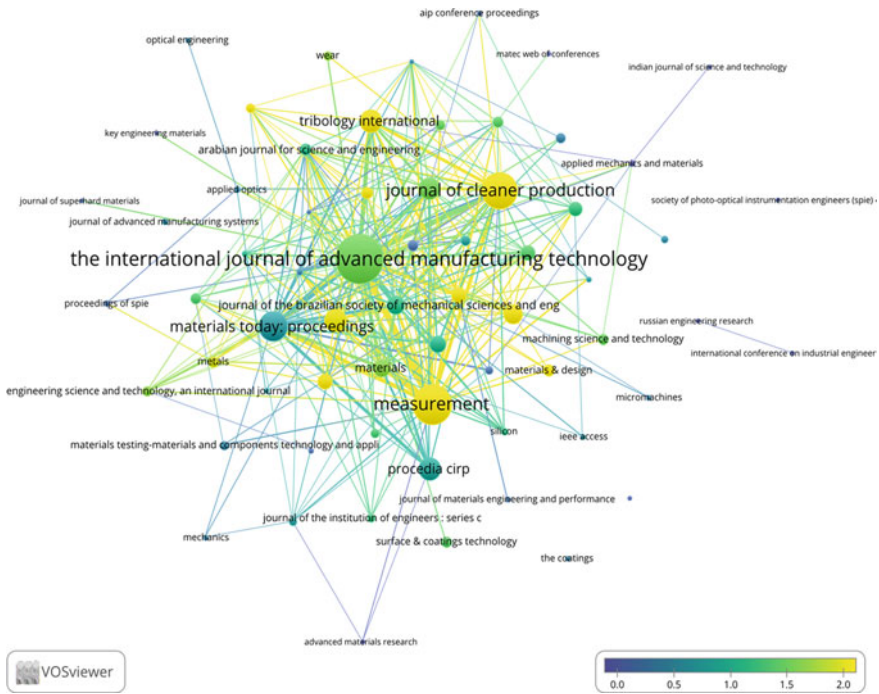 aip conference proceedings
optical engineering
wear
matec web of conferences
indian journal of science and technology
tribology international
key engineering materials
arabian journal for science and engineering
applied mechanics and materials
applied optics
journal of cleaner production
journal of superhard materials
society of photo-optical instrumentation engineers (spie)
journal of advanced manufacturing systems
the international journal of advanced manufacturing technology
proceedings of spie
journal of the brazilian society of mechanical sciences and eng
russian engineering research
materials today: proceedings
machining science and technology
international conference on industrial engineer
metals
materials
materials & design
engineering science and technology, an international journal
micromachines
measurement
silicon
ieee access
materials testing-materials and components technology and appli
procedia cirp
journal of materials engineering and performance
journal of the institution of engineers : series c
mechanics
surface & coatings technology
the coatings
advanced materials research
VOSviewer
0.0 0.5 1.0 1.5 2.0